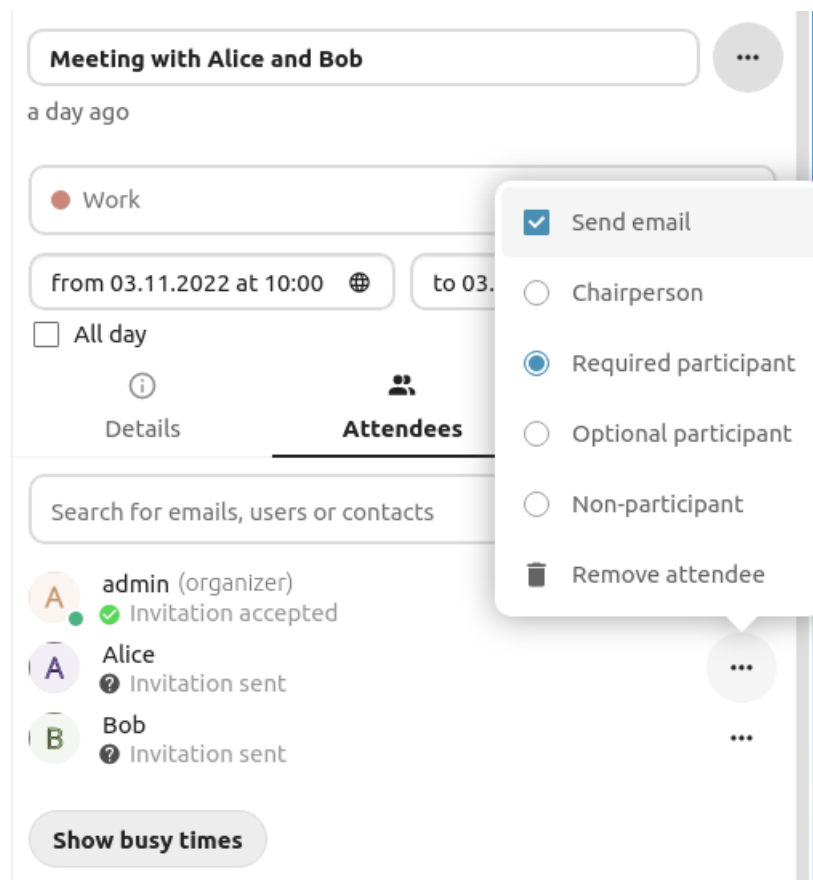 Meeting with Alice and Bob
...
a day ago
Work
from 03.11.2022 at 10:00
to 03.
All day
Details
Attendees
Search for emails, users or contacts
Send email
Chairperson
Required participant
Optional participant
Non-participant
Remove attendee
A
admin (organizer)
Invitation accepted
A
Alice
Invitation sent
...
B
Bob
Invitation sent
...
Show busy times